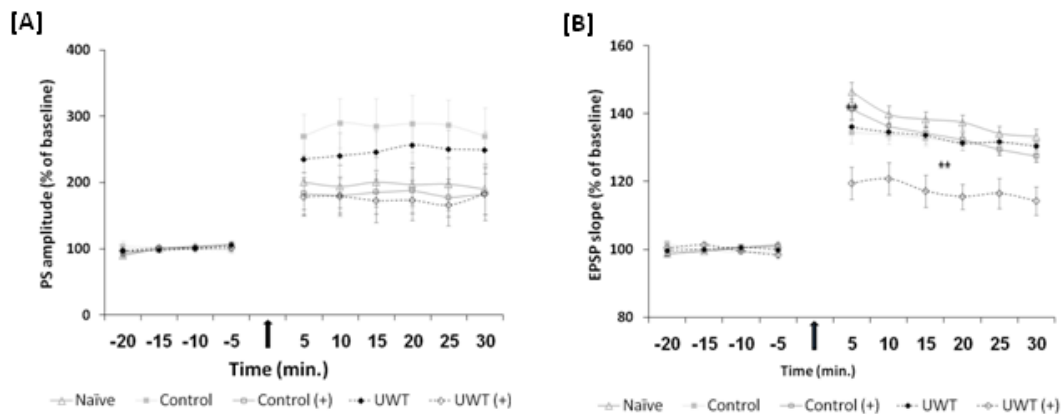 [A]
PS amplitude (% of baseline)
400
300
200
100
0
-20 -15 -10 -5 5 10 15 20 25 30
Time (min.)
Naïve Control Control (+) UWT UWT (+)
[B]
EPSP slope (% of baseline)
160
140
120
100
80
**
**
-20 -15 -10 -5 5 10 15 20 25 30
Time (min.)
Naïve Control Control (+) UWT UWT (+)